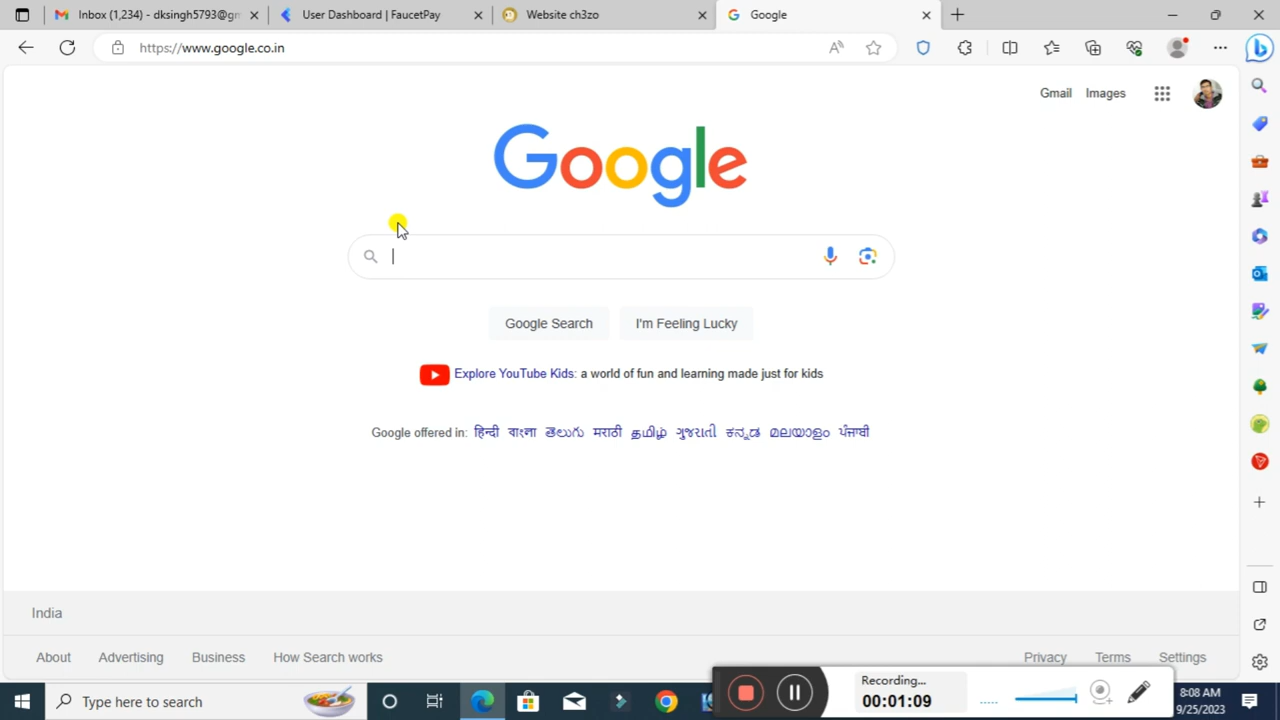 Inbox (1,234) - dksingh5793@gm
User Dashboard | FaucetPay
Website ch3zo
Google
https://www.google.co.in
Gmail Images
Google
Google Search
I'm Feeling Lucky
Explore YouTube Kids: a world of fun and learning made just for kids
Google offered in: हिन्दी বাংলা తెలుగు मराठी தமிழ் ગુજરાતી ಕನ್ನಡ മലയാളം ਪੰਜਾਬੀ
India
About Advertising Business How Search works
Privacy Terms Settings
Type here to search
Recording...
00:01:09
8:08 AM
9/25/2023